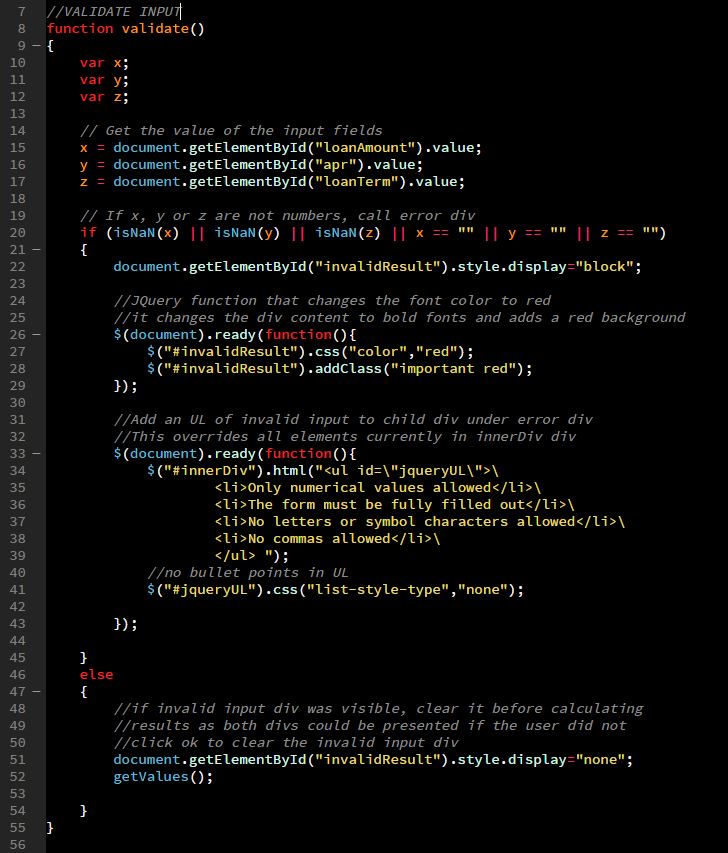 7 //VALIDATE INPUT
8 function validate()
9 − {
10     var x;
11     var y;
12     var z;
13
14     // Get the value of the input fields
15     x = document.getElementById("loanAmount").value;
16     y = document.getElementById("apr").value;
17     z = document.getElementById("loanTerm").value;
18
19     // If x, y or z are not numbers, call error div
20     if (isNaN(x) || isNaN(y) || isNaN(z) || x == "" || y == "" || z == "")
21 −     {
22         document.getElementById("invalidResult").style.display="block";
23
24         //JQuery function that changes the font color to red
25         //it changes the div content to bold fonts and adds a red background
26 −         $(document).ready(function(){
27             $("#invalidResult").css("color","red");
28             $("#invalidResult").addClass("important red");
29         });
30
31         //Add an UL of invalid input to child div under error div
32         //This overrides all elements currently in innerDiv div
33 −         $(document).ready(function(){
34             $("#innerDiv").html("<ul id=\"jqueryUL\">\
35                     <li>Only numerical values allowed</li>\
36                     <li>The form must be fully filled out</li>\
37                     <li>No letters or symbol characters allowed</li>\
38                     <li>No commas allowed</li>\
39                     </ul> ");
40             //no bullet points in UL
41             $("#jqueryUL").css("list-style-type","none");
42
43         });
44
45     }
46     else
47 −     {
48         //if invalid input div was visible, clear it before calculating
49         //results as both divs could be presented if the user did not
50         //click ok to clear the invalid input div
51         document.getElementById("invalidResult").style.display="none";
52         getValues();
53
54     }
55 }
56